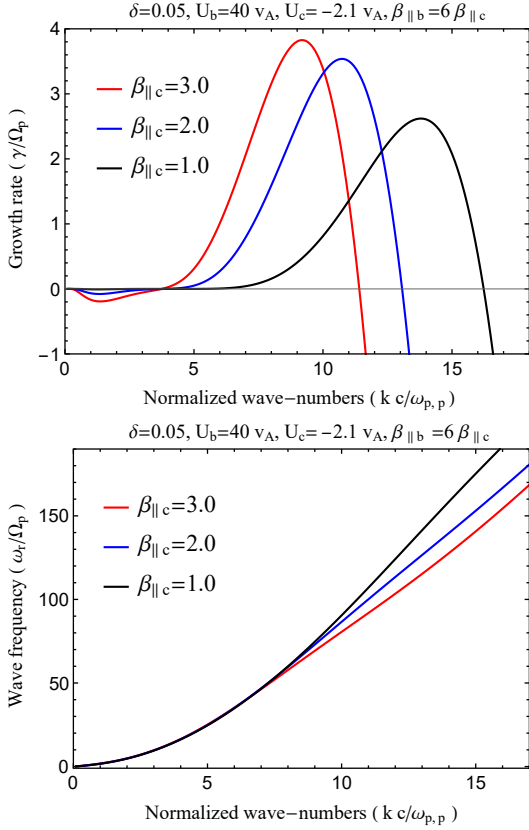 δ=0.05, U_b=40 v_A, U_c=−2.1 v_A, β_∥b=6 β_∥c
Growth rate ( γ/Ω_p)
4
3
2
1
0
−1
β_∥c=3.0
β_∥c=2.0
β_∥c=1.0
0 5 10 15
Normalized wave−numbers ( k c/ω_p,p)
δ=0.05, U_b=40 v_A, U_c=−2.1 v_A, β_∥b=6 β_∥c
Wave frequency ( ω_r/Ω_p)
150
100
50
0
β_∥c=3.0
β_∥c=2.0
β_∥c=1.0
0 5 10 15
Normalized wave−numbers ( k c/ω_p,p)